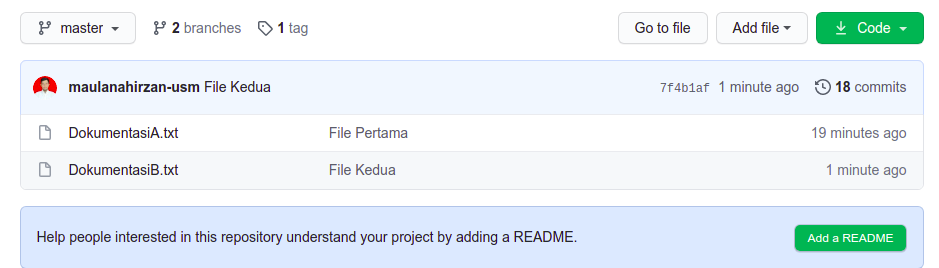 master 2 branches 1 tag Go to file Add file Code
maulanahirzan-usm File Kedua 7f4b1af 1 minute ago 18 commits
DokumentasiA.txt File Pertama 19 minutes ago
DokumentasiB.txt File Kedua 1 minute ago
Help people interested in this repository understand your project by adding a README. Add a README